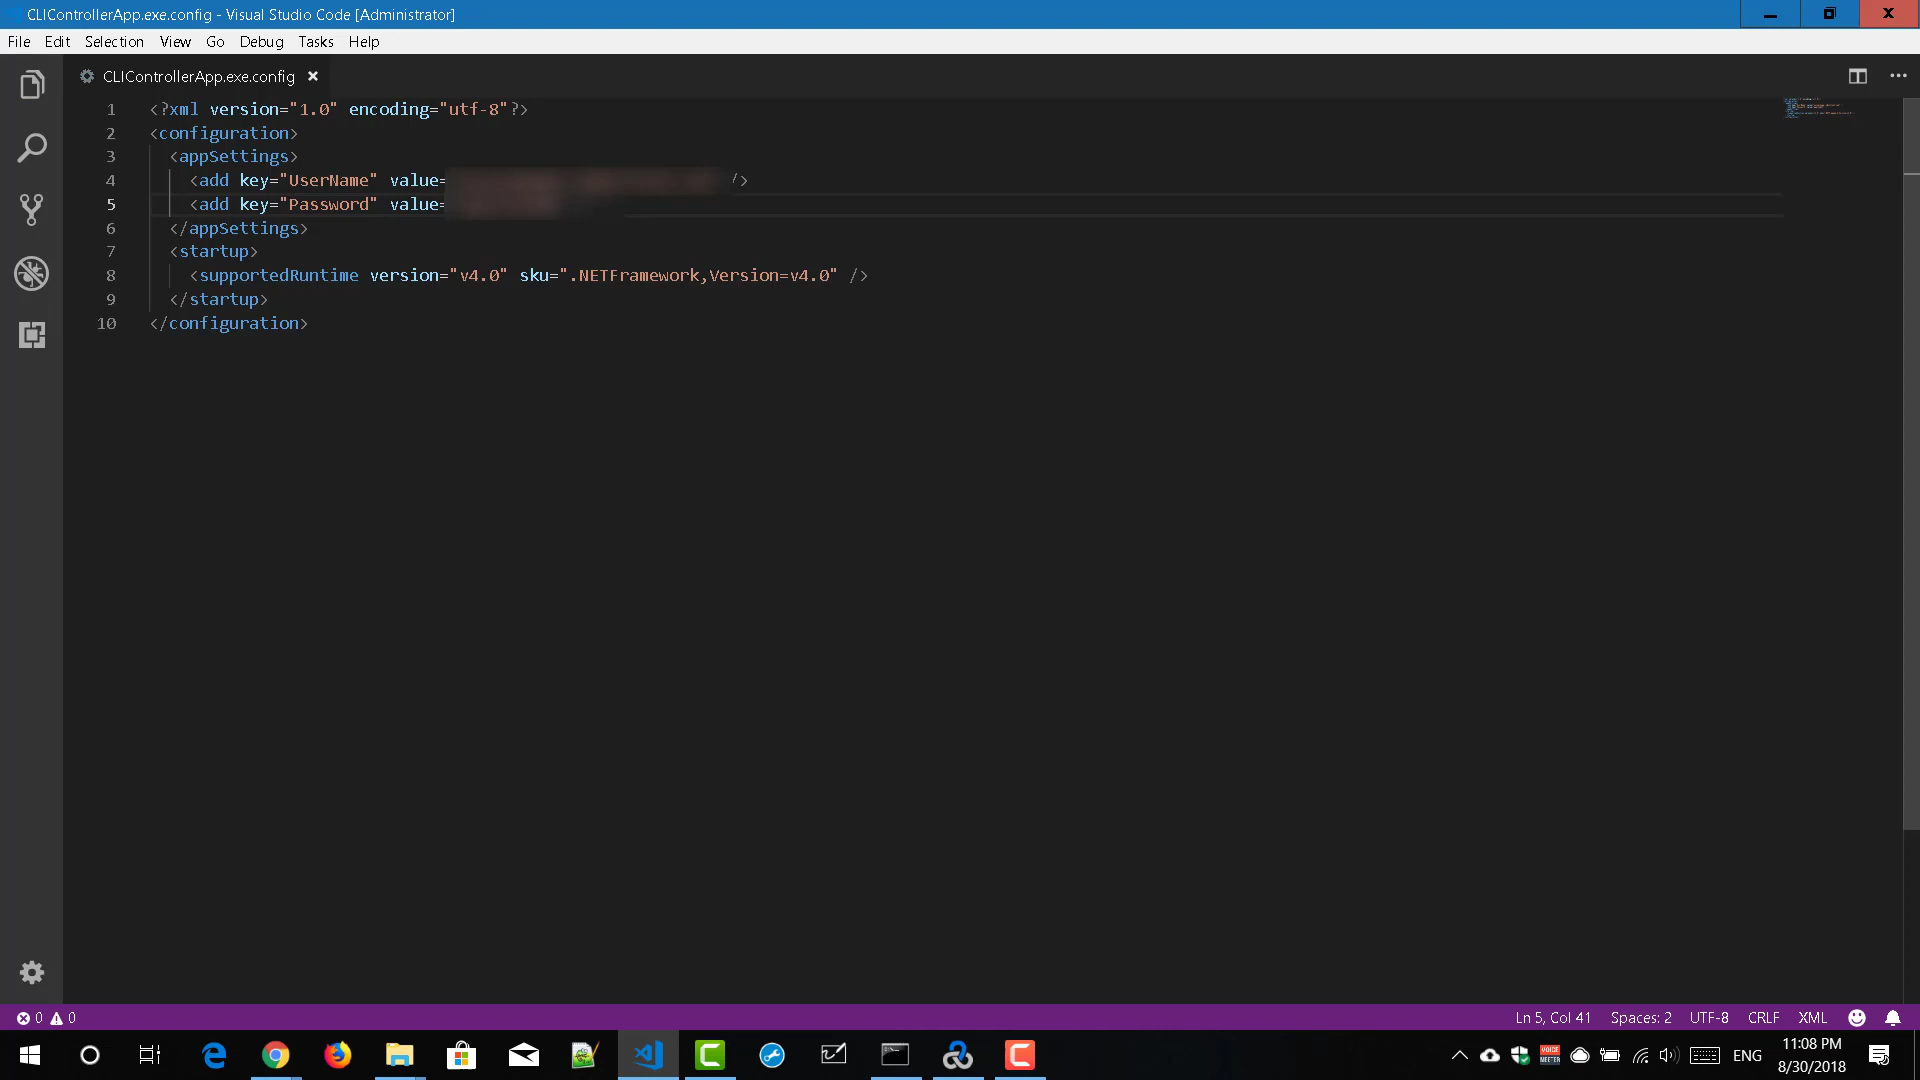 CLIControllerApp.exe.config - Visual Studio Code [Administrator]
File Edit Selection View Go Debug Tasks Help
CLIControllerApp.exe.config
1 <?xml version="1.0" encoding="utf-8"?>
2 <configuration>
3 <appSettings>
4 <add key="UserName" value= />
5 <add key="Password" value=
6 </appSettings>
7 <startup>
8 <supportedRuntime version="v4.0" sku=".NETFramework,Version=v4.0" />
9 </startup>
10 </configuration>
0 0 Ln 5, Col 41 Spaces: 2 UTF-8 CRLF XML
VOICE MEETER ENG 11:08 PM
8/30/2018